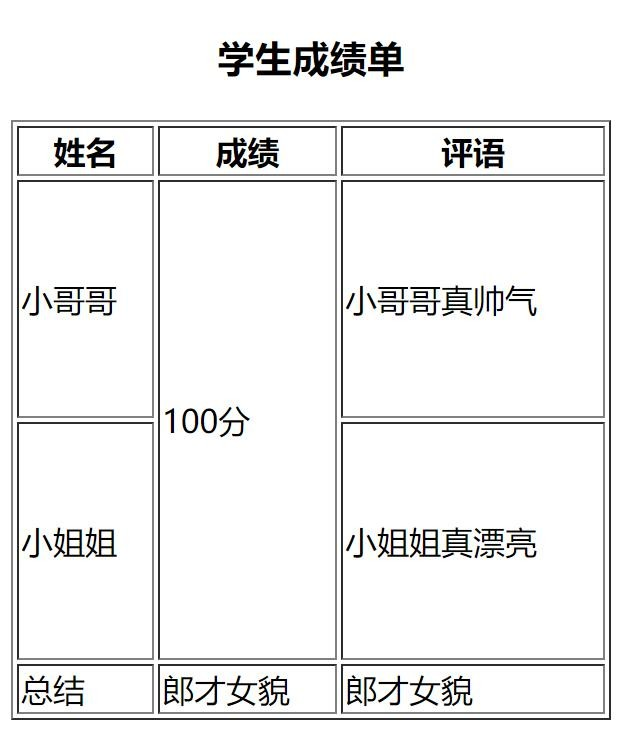 学生成绩单
姓名 成绩 评语
小哥哥 小哥哥真帅气
100分
小姐姐 小姐姐真漂亮
总结 郎才女貌 郎才女貌